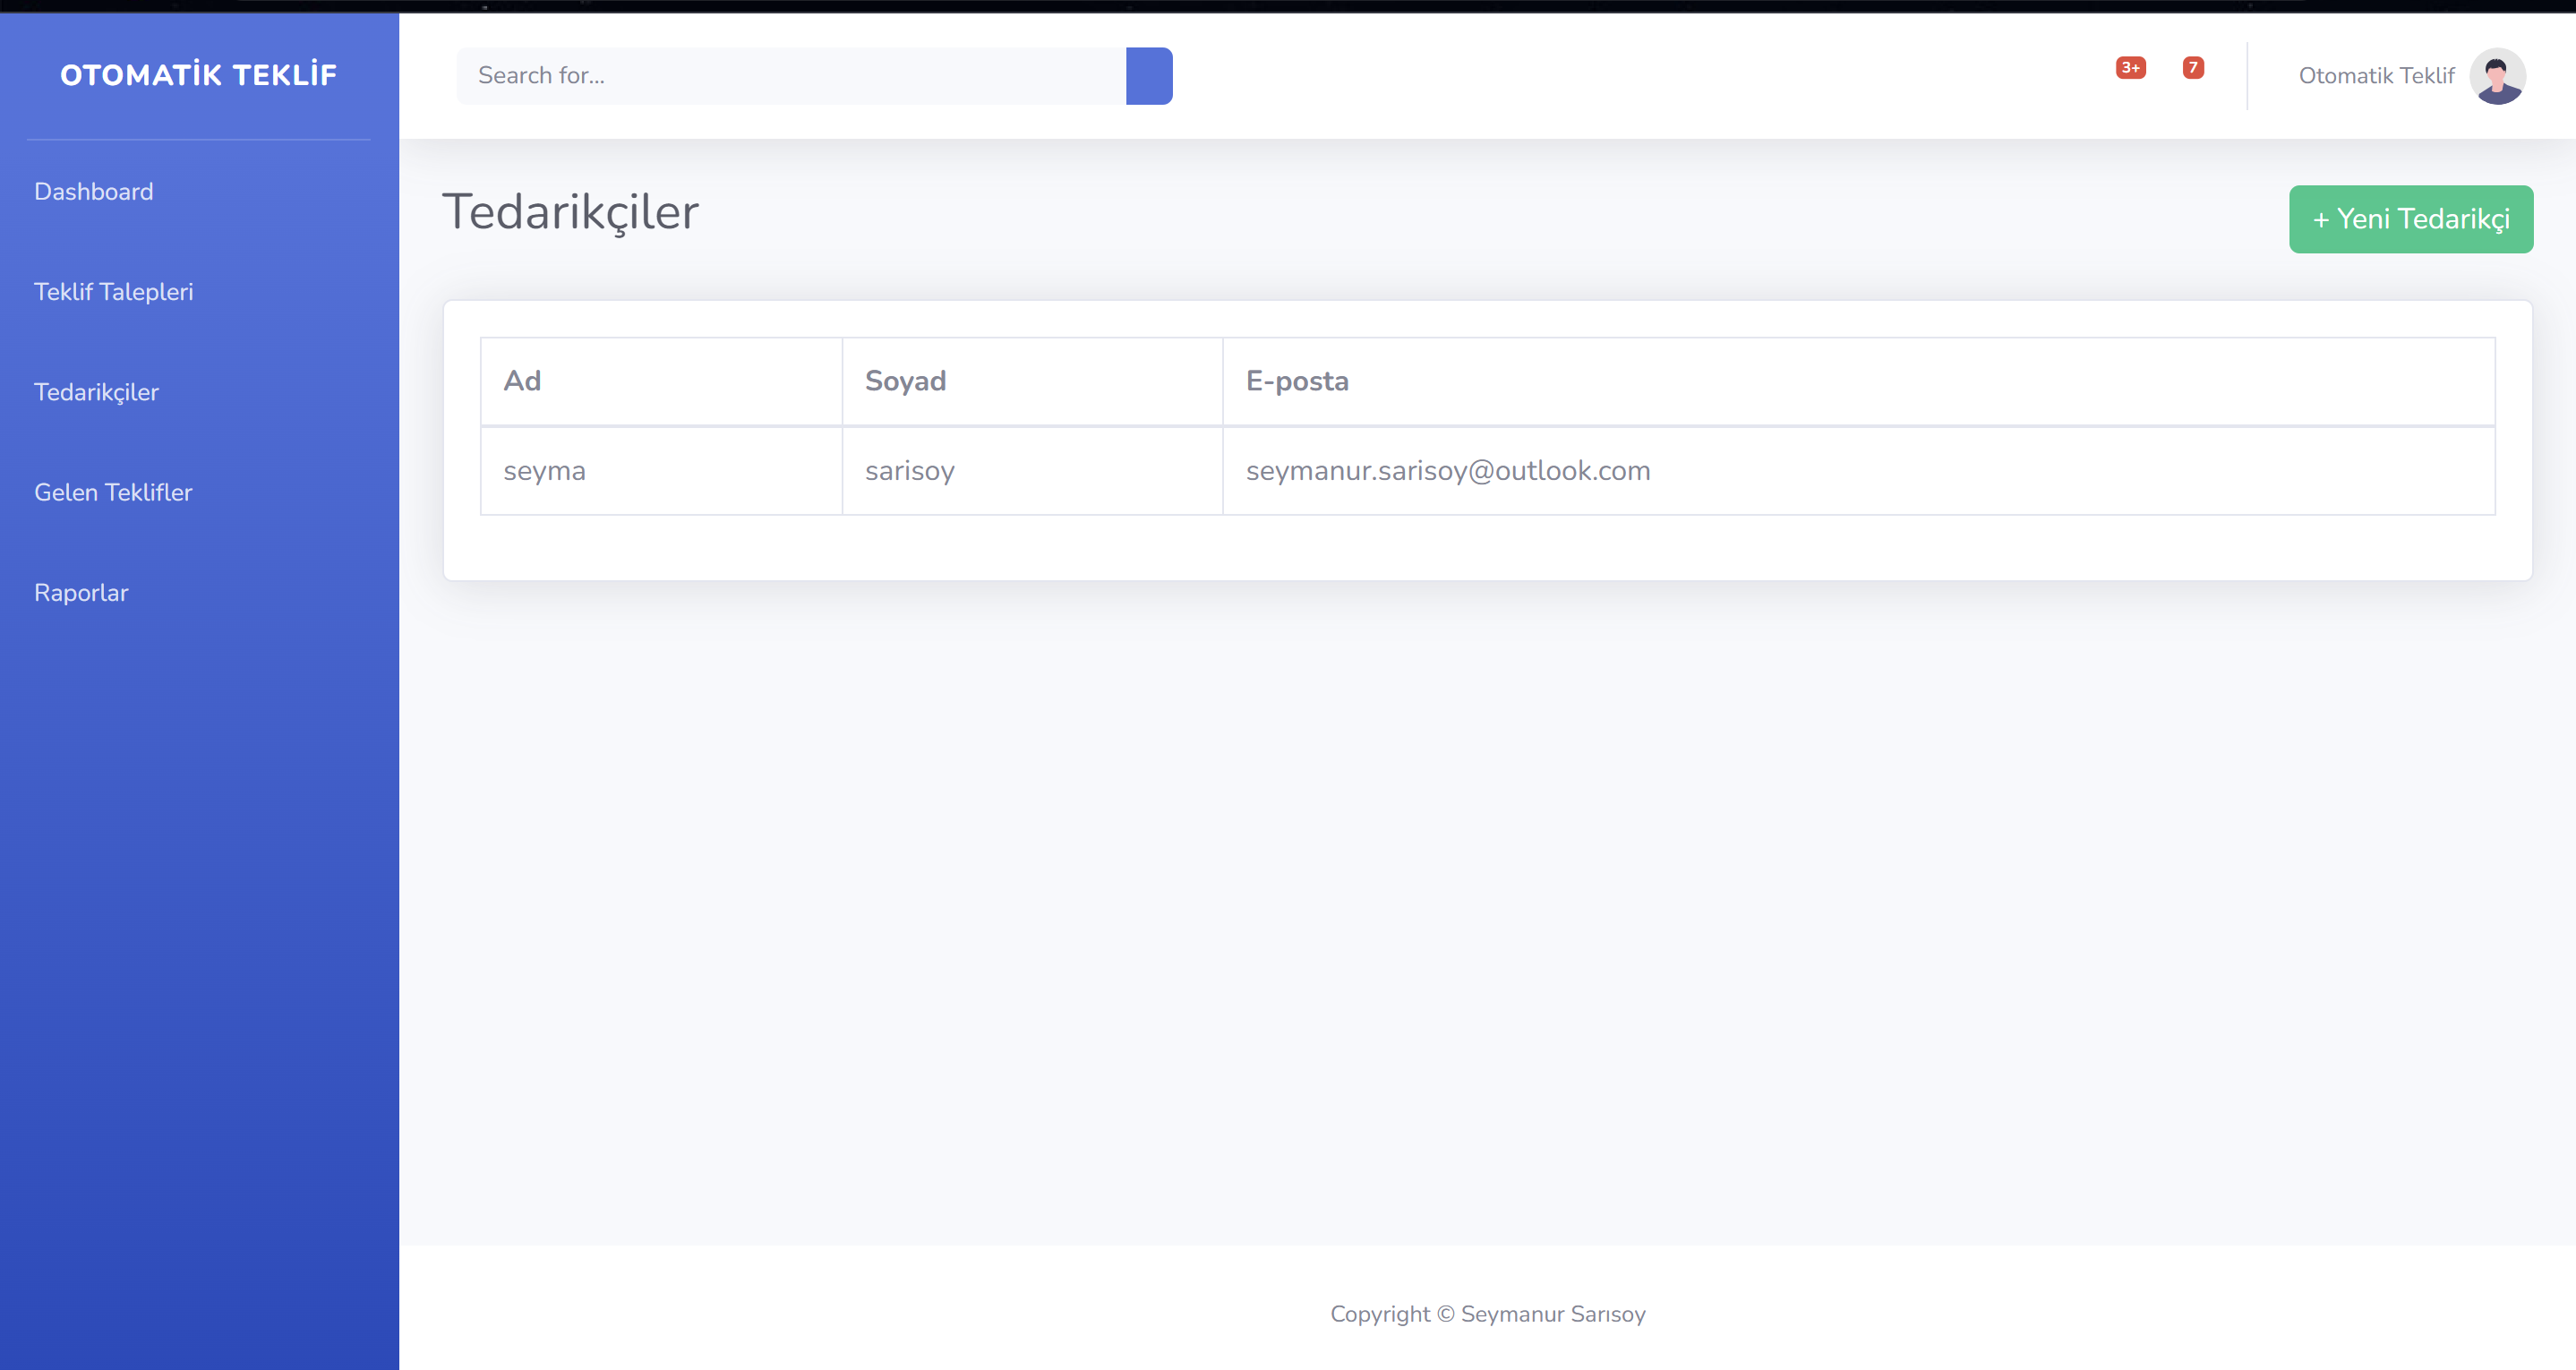 OTOMATİK TEKLİF
Search for...
3+
7
Otomatik Teklif
Dashboard
Teklif Talepleri
Tedarikçiler
Gelen Teklifler
Raporlar
Tedarikçiler
+ Yeni Tedarikçi
Ad Soyad E-posta
seyma sarisoy seymanur.sarisoy@outlook.com
Copyright © Seymanur Sarısoy